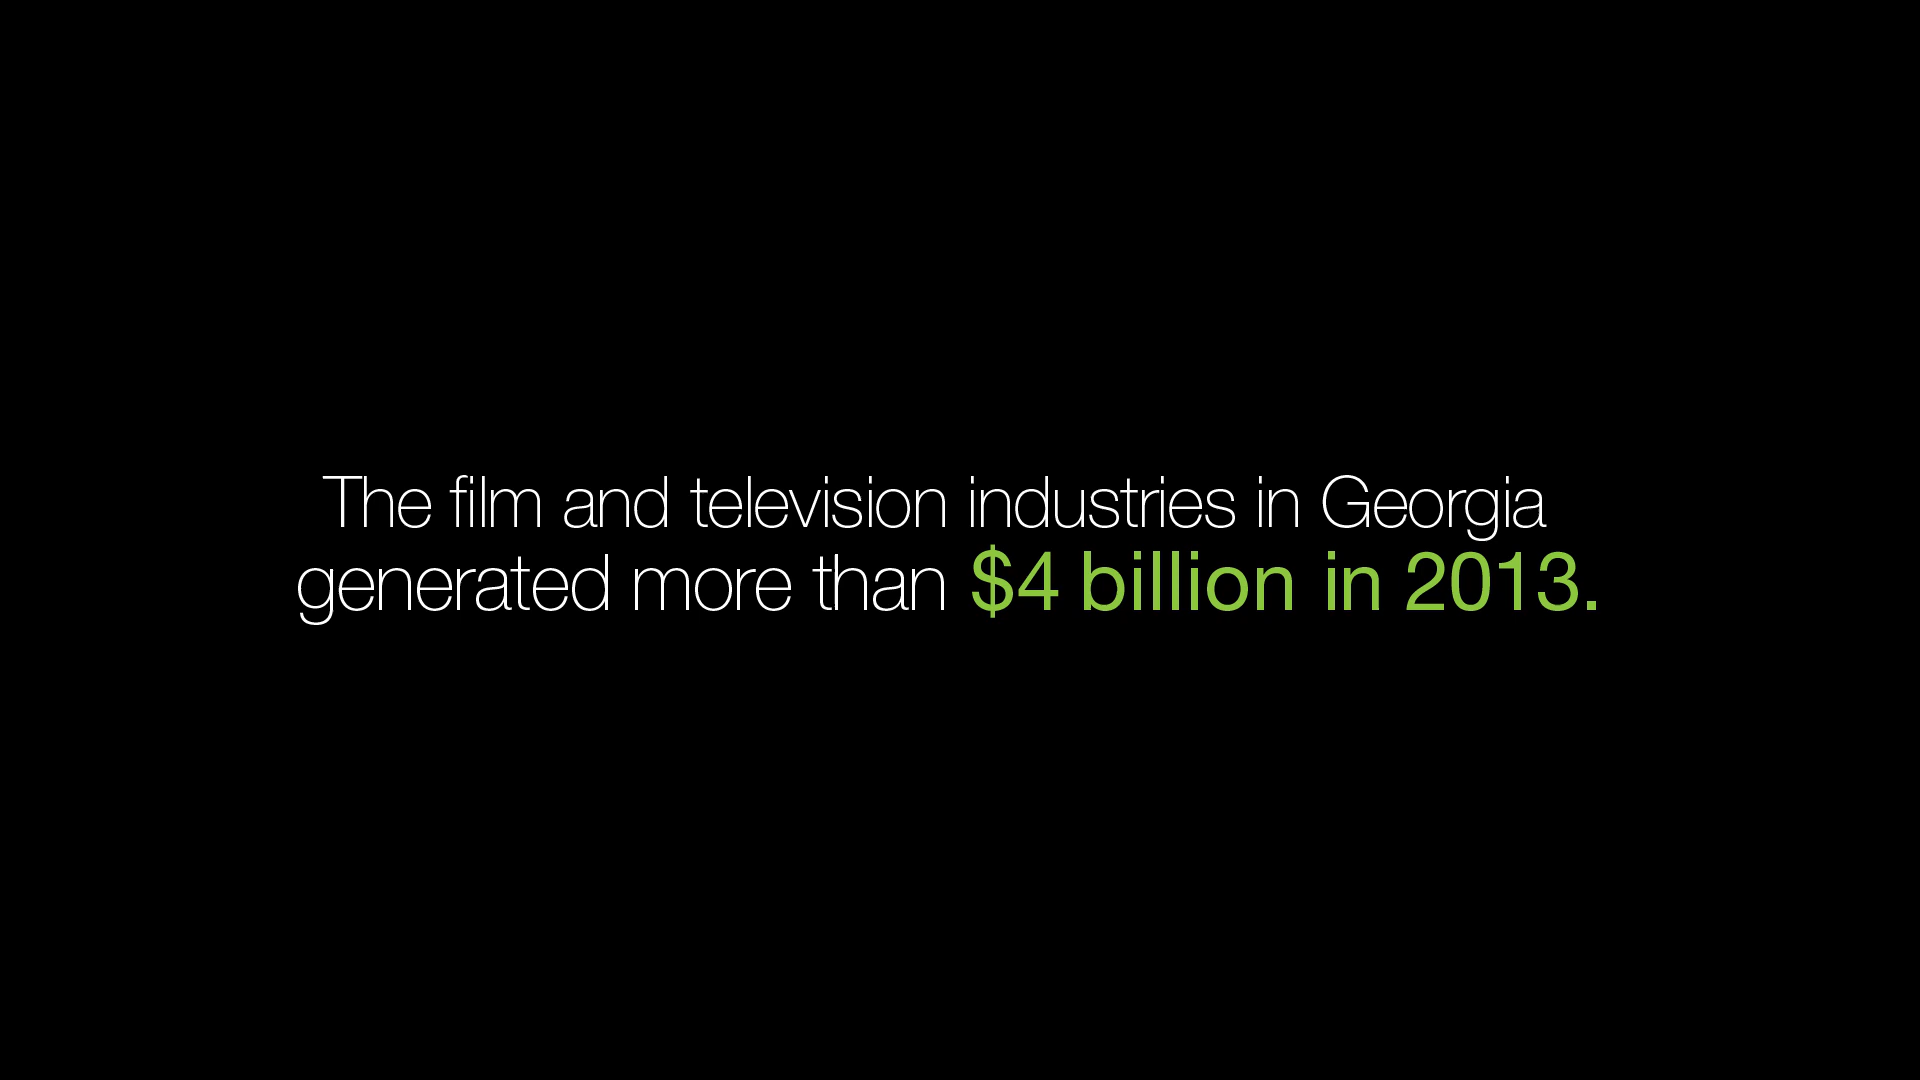 The film and television industries in Georgia
generated more than $4 billion in 2013.